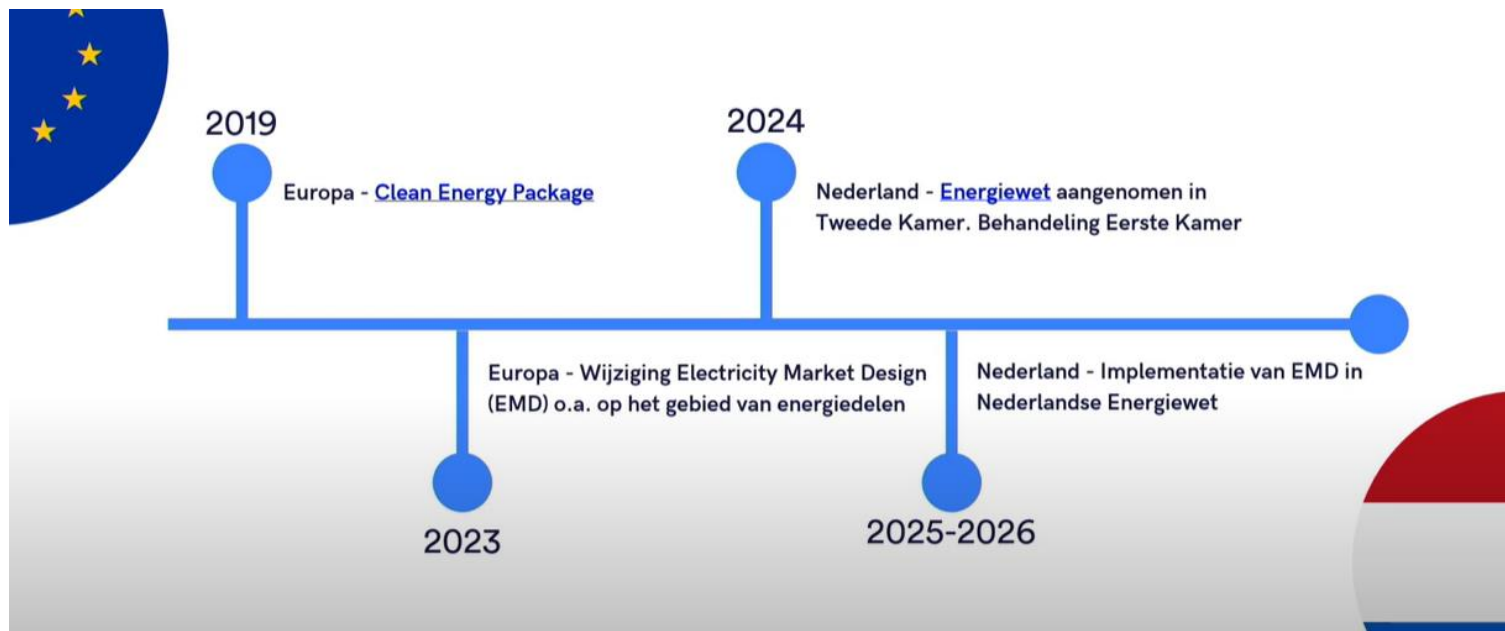 2019
Europa - Clean Energy Package
2024
Nederland - Energiewet aangenomen in
Tweede Kamer. Behandeling Eerste Kamer
Europa - Wijziging Electricity Market Design
(EMD) o.a. op het gebied van energiedelen
2023
Nederland - Implementatie van EMD in
Nederlandse Energiewet
2025-2026